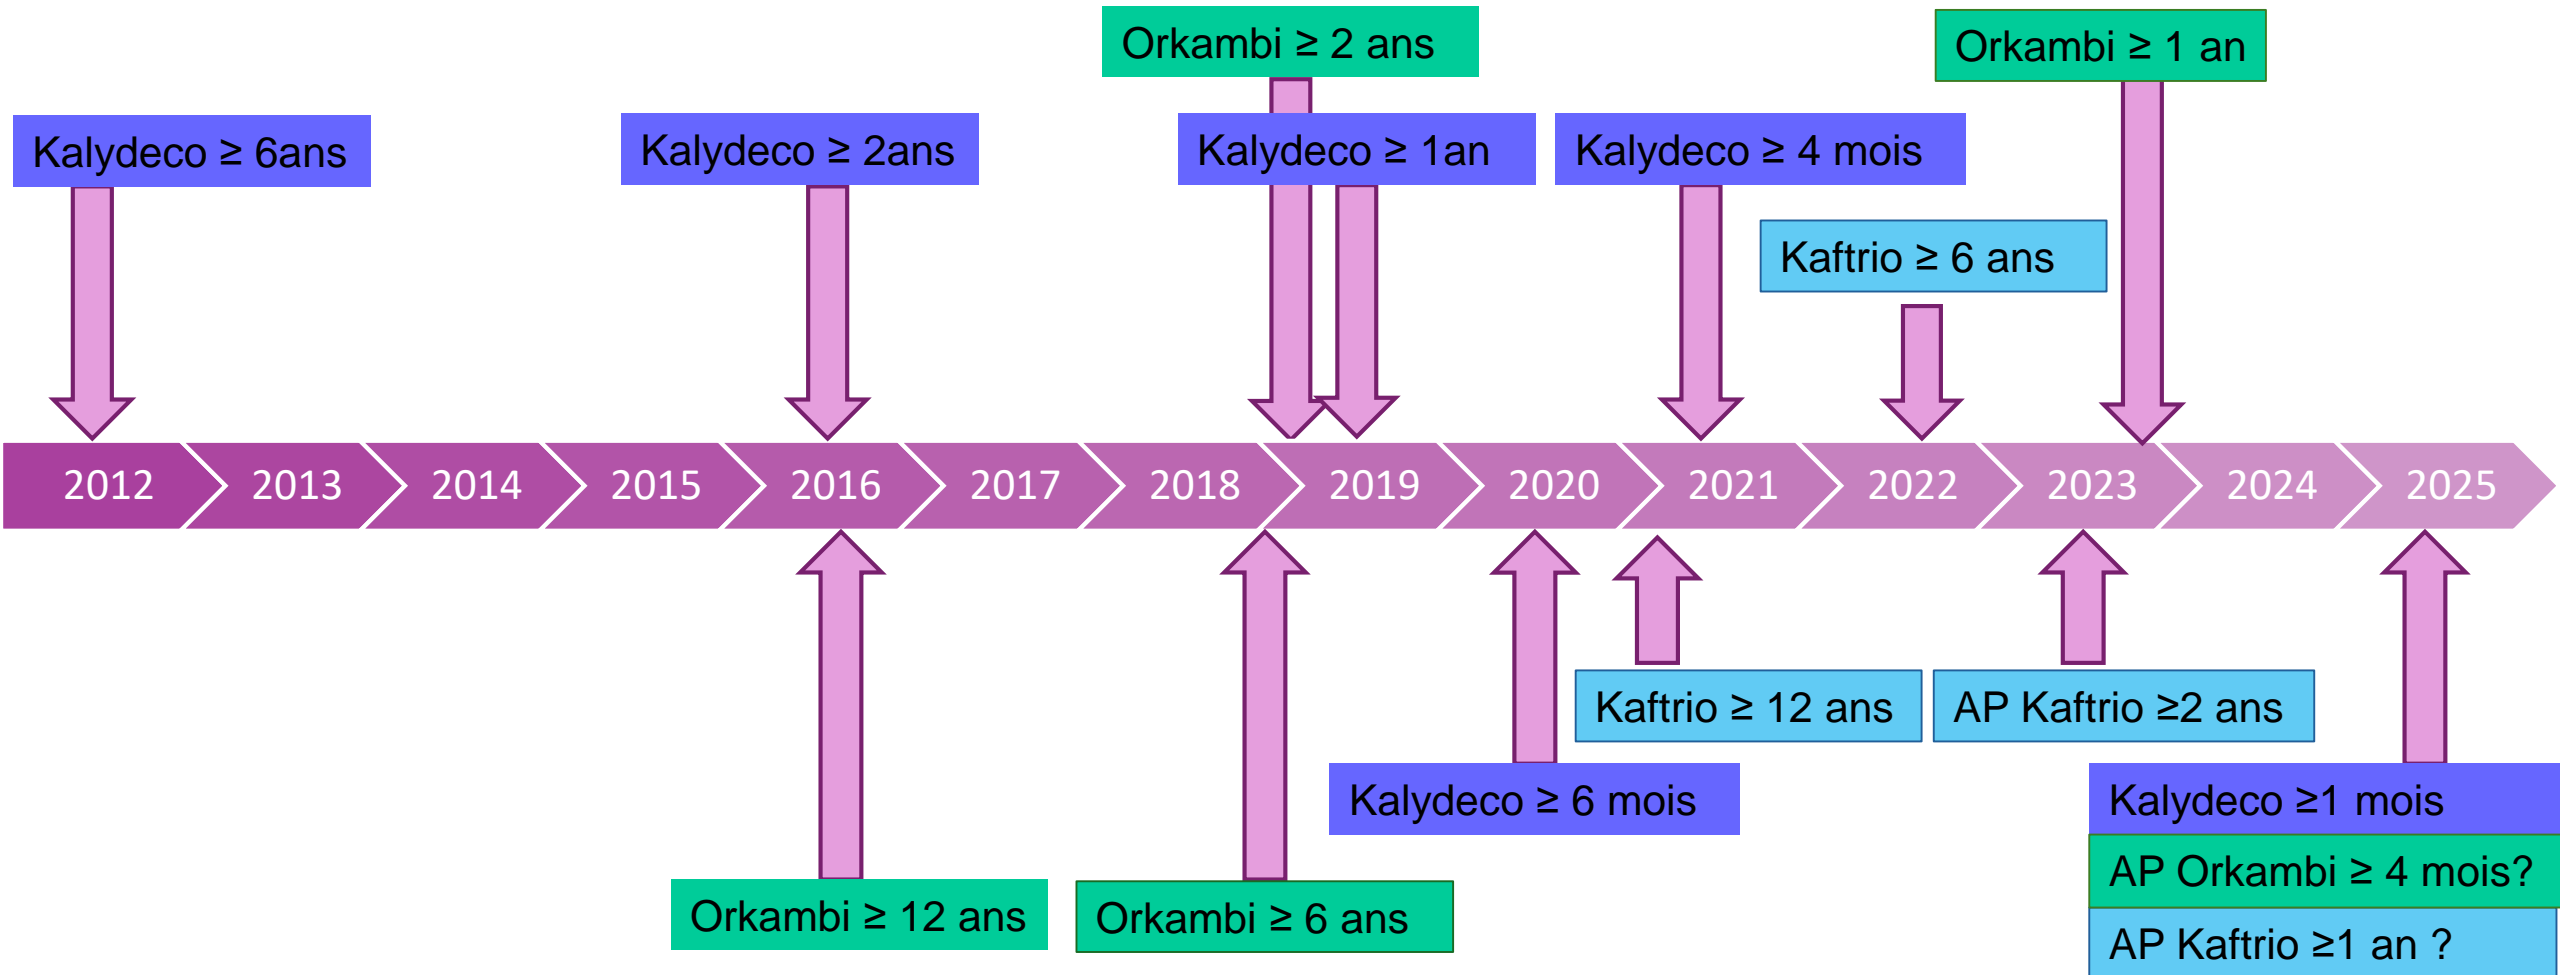 Orkambi ≥ 2 ans
Orkambi ≥ 1 an
Kalydeco ≥ 6ans
Kalydeco ≥ 2ans
Kalydeco ≥ 1an
Kalydeco ≥ 4 mois
Kaftrio ≥ 6 ans
2012
2013
2014
2015
2016
2017
2018
2019
2020
2021
2022
2023
2024
2025
Kaftrio ≥ 12 ans
AP Kaftrio ≥2 ans
Kalydeco ≥ 6 mois
Kalydeco ≥1 mois
AP Orkambi ≥ 4 mois?
AP Kaftrio ≥1 an ?
Orkambi ≥ 12 ans
Orkambi ≥ 6 ans